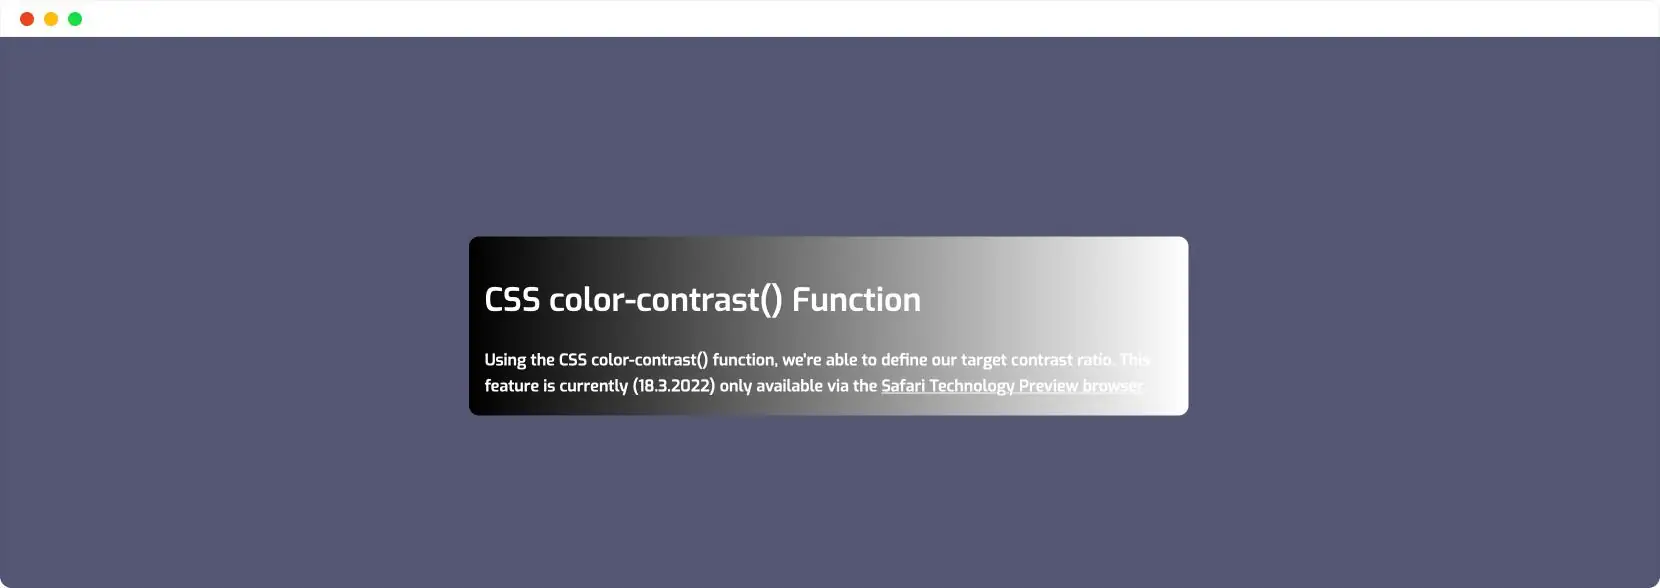 CSS color-contrast() Function
Using the CSS color-contrast() function, we're able to define our target contrast ratio. This
feature is currently (18.3.2022) only available via the Safari Technology Preview browser